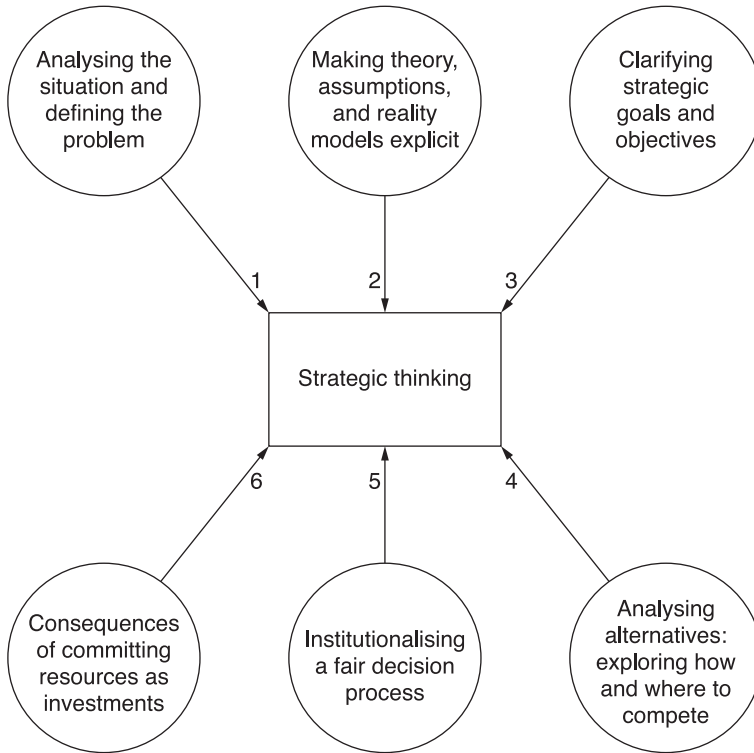 Analysing the
situation and
defining the
problem
Making theory,
assumptions,
and reality
models explicit
Clarifying
strategic
goals and
objectives
1
2
3
Strategic thinking
6
5
4
Consequences
of committing
resources as
investments
Institutionalising
a fair decision
process
Analysing
alternatives:
exploring how
and where to
compete